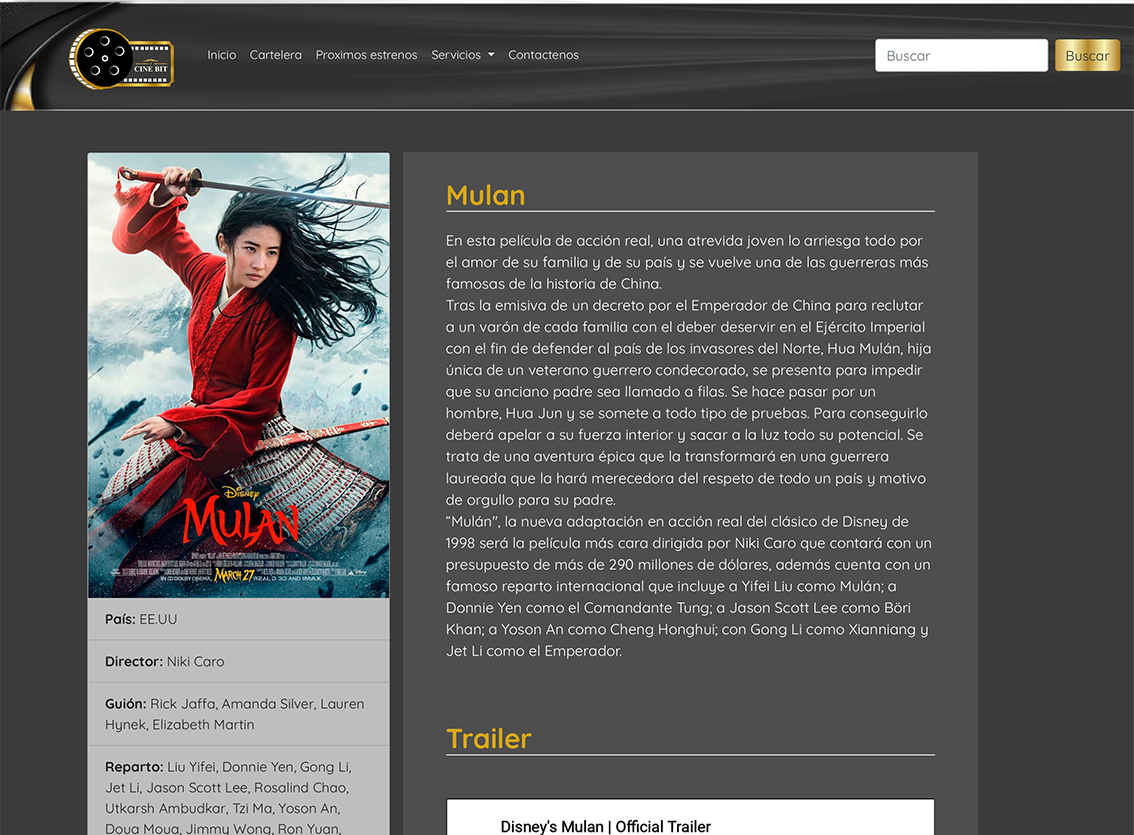 CINE BIT
Inicio Cartelera Proximos estrenos Servicios Contactenos
Buscar Buscar
DISNEY
MULAN
IN DOLBY CINEMA, MARCH 27 REAL D 3D AND IMAX
País: EE.UU
Director: Niki Caro
Guión: Rick Jaffa, Amanda Silver, Lauren
Hynek, Elizabeth Martin
Reparto: Liu Yifei, Donnie Yen, Gong Li,
Jet Li, Jason Scott Lee, Rosalind Chao,
Utkarsh Ambudkar, Tzi Ma, Yoson An,
Doua Moua, Jimmy Wong, Ron Yuan,
Mulan
En esta película de acción real, una atrevida joven lo arriesga todo por
el amor de su familia y de su país y se vuelve una de las guerreras más
famosas de la historia de China.
Tras la emisiva de un decreto por el Emperador de China para reclutar
a un varón de cada familia con el deber deservir en el Ejército Imperial
con el fin de defender al país de los invasores del Norte, Hua Mulán, hija
única de un veterano guerrero condecorado, se presenta para impedir
que su anciano padre sea llamado a filas. Se hace pasar por un
hombre, Hua Jun y se somete a todo tipo de pruebas. Para conseguirlo
deberá apelar a su fuerza interior y sacar a la luz todo su potencial. Se
trata de una aventura épica que la transformará en una guerrera
laureada que la hará merecedora del respeto de todo un país y motivo
de orgullo para su padre.
“Mulán", la nueva adaptación en acción real del clásico de Disney de
1998 será la película más cara dirigida por Niki Caro que contará con un
presupuesto de más de 290 millones de dólares, además cuenta con un
famoso reparto internacional que incluye a Yifei Liu como Mulán; a
Donnie Yen como el Comandante Tung; a Jason Scott Lee como Böri
Khan; a Yoson An como Cheng Honghui; con Gong Li como Xianniang y
Jet Li como el Emperador.
Trailer
Disney's Mulan | Official Trailer